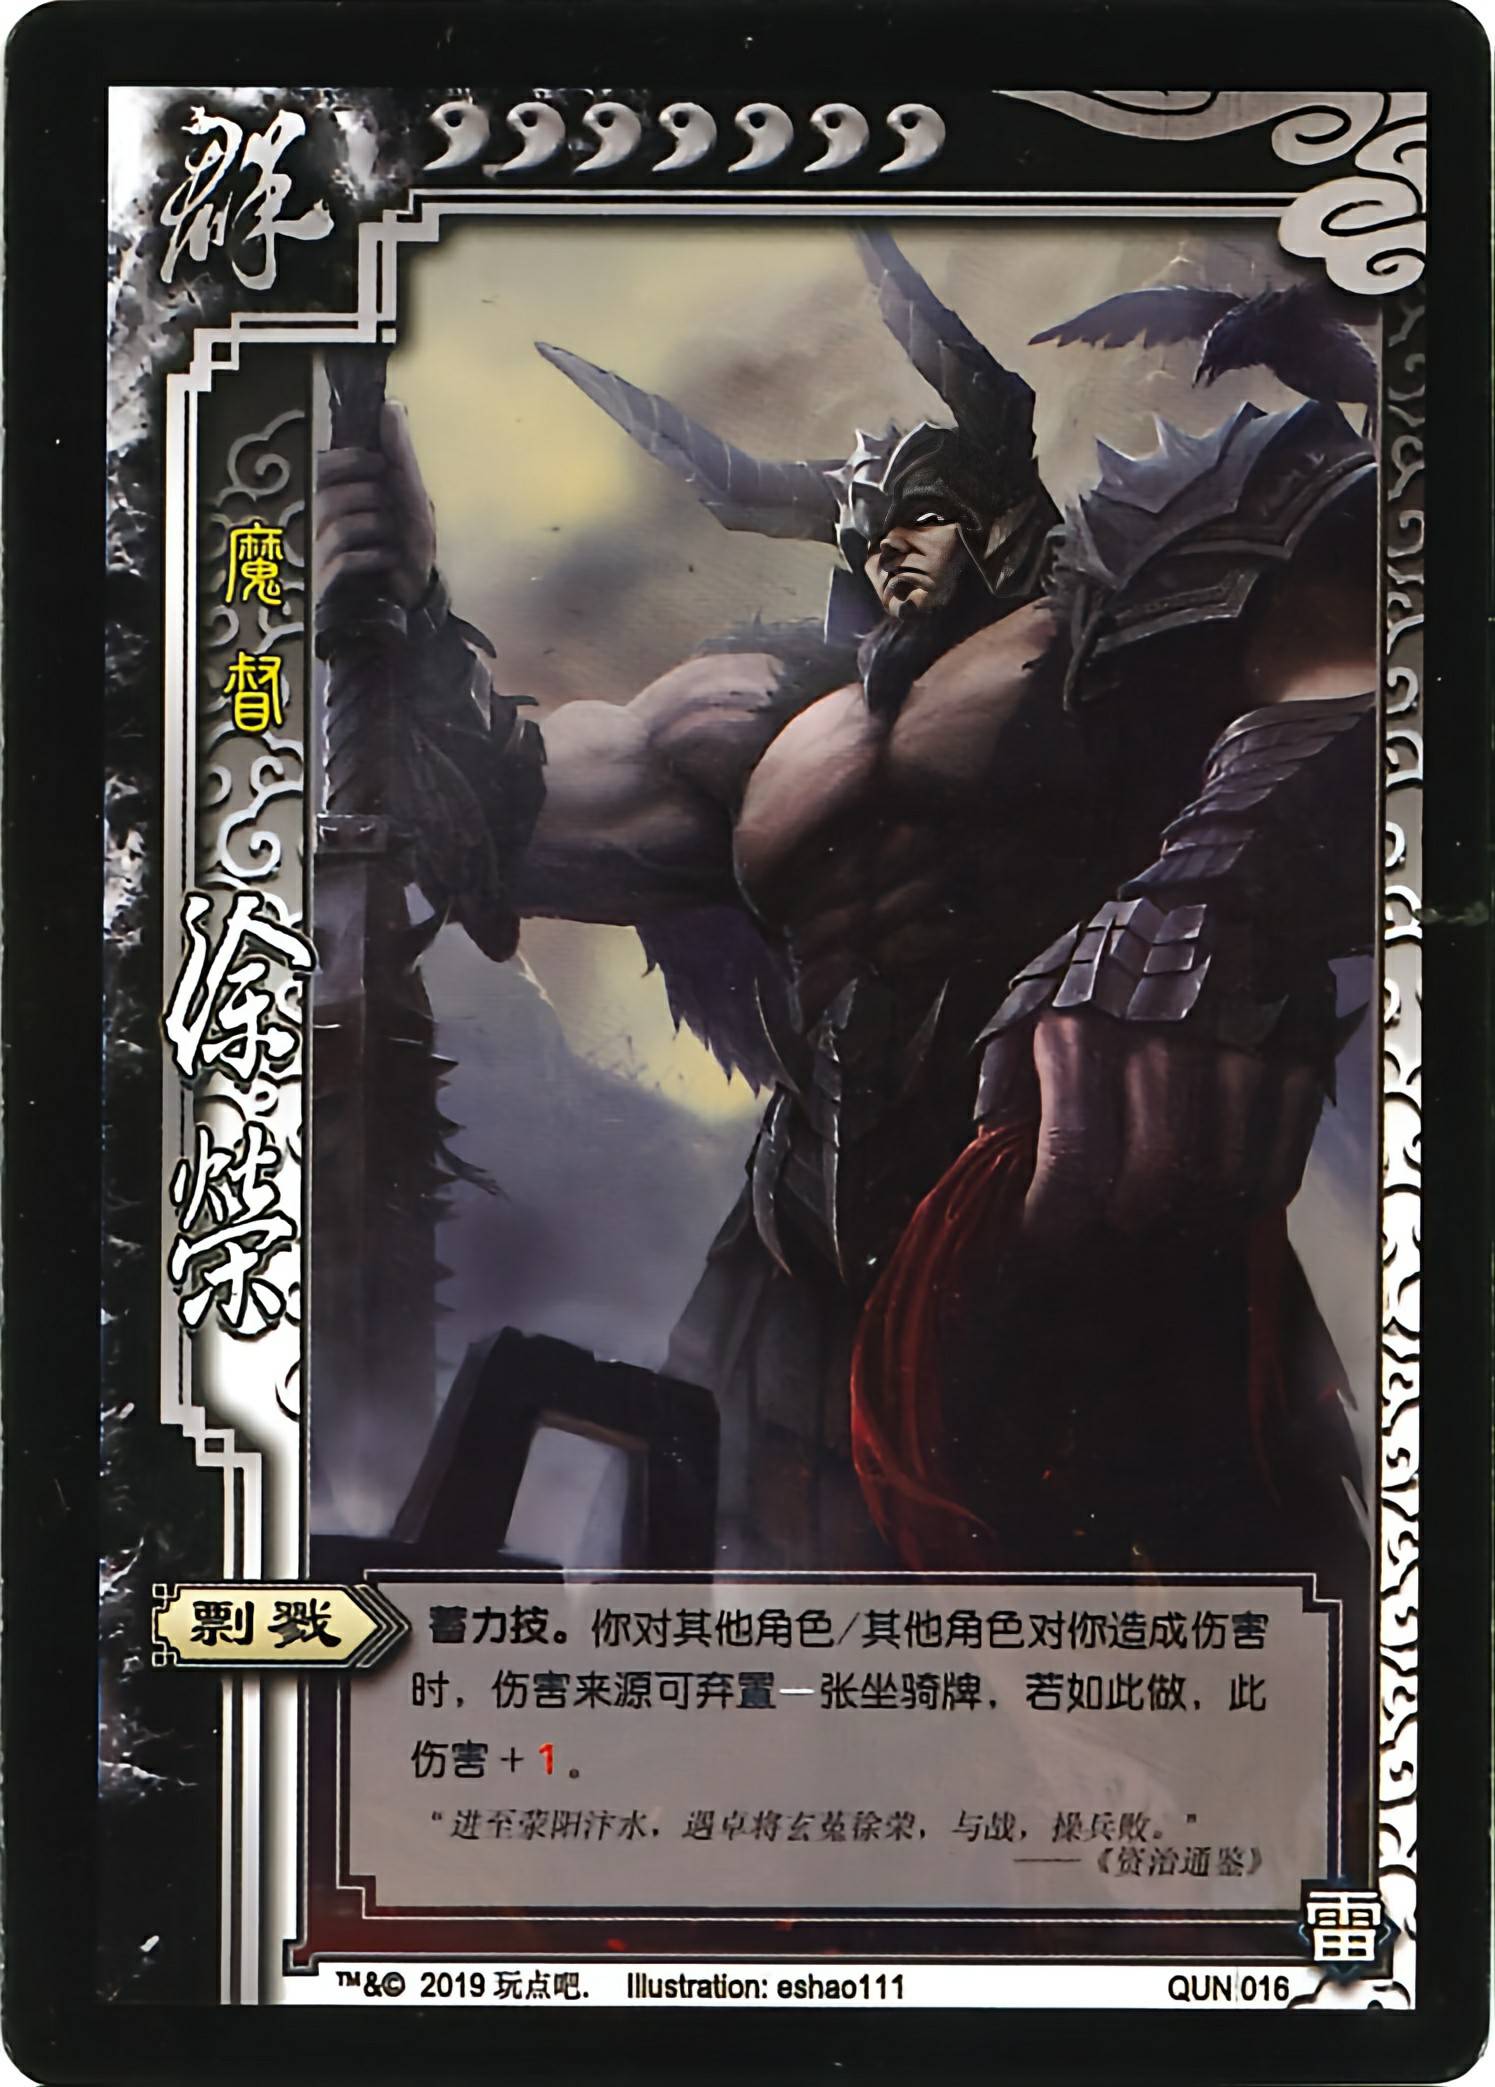 群
魔督
徐榮
剽戮
蓄力技。你对其他角色/其他角色对你造成伤害
时，伤害来源可弃置一张坐骑牌，若如此做，此
伤害+1。
“进至荥阳汴水，遇卓将玄菟徐荣，与战，操兵败。”
——《资治通鉴》
雷
™&© 2019 玩点吧. Illustration: eshao111
QUN 016